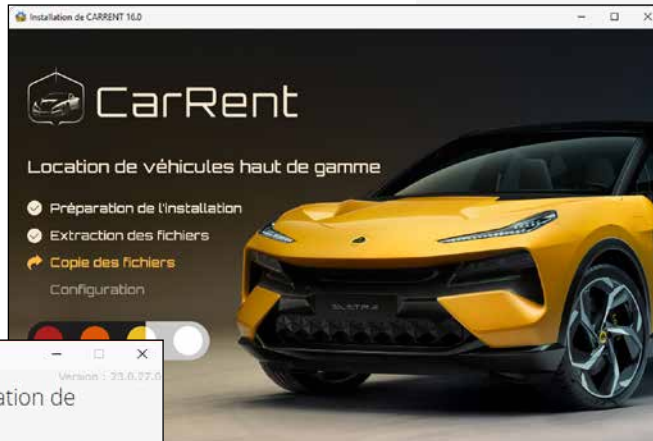 Installation de CARRENT 16.0
CarRent
Location de véhicules haut de gamme
Préparation de l'installation
Extraction des fichiers
Copie des fichiers
Configuration
ELETRE
Version : 23.0.27.0
ation de